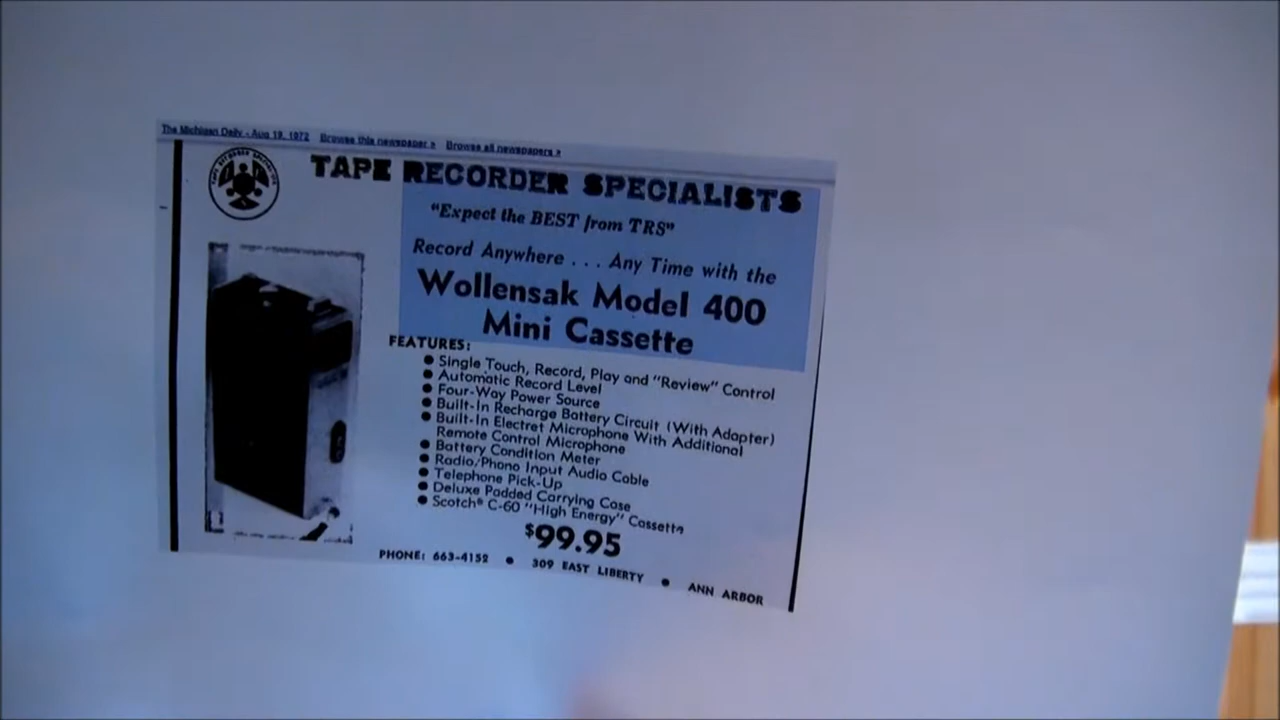 The Michigan Daily - Aug 19, 1972 Browse this newspaper » Browse all newspapers »
TAPE RECORDER SPECIALISTS
TAPE RECORDER SPECIALISTS
"Expect the BEST from TRS"
Record Anywhere . . . Any Time with the
Wollensak Model 400
Mini Cassette
FEATURES:
● Single Touch, Record, Play and "Review" Control
● Automatic Record Level
● Four-Way Power Source
● Built-In Recharge Battery Circuit (With Adapter)
● Built-In Electret Microphone With Additional
Remote Control Microphone
● Battery Condition Meter
● Radio/Phono Input Audio Cable
● Telephone Pick-Up
● Deluxe Padded Carrying Case
● Scotch® C-60 "High Energy" Cassette
$99.95
PHONE: 663-4152 ● 309 EAST LIBERTY ● ANN ARBOR